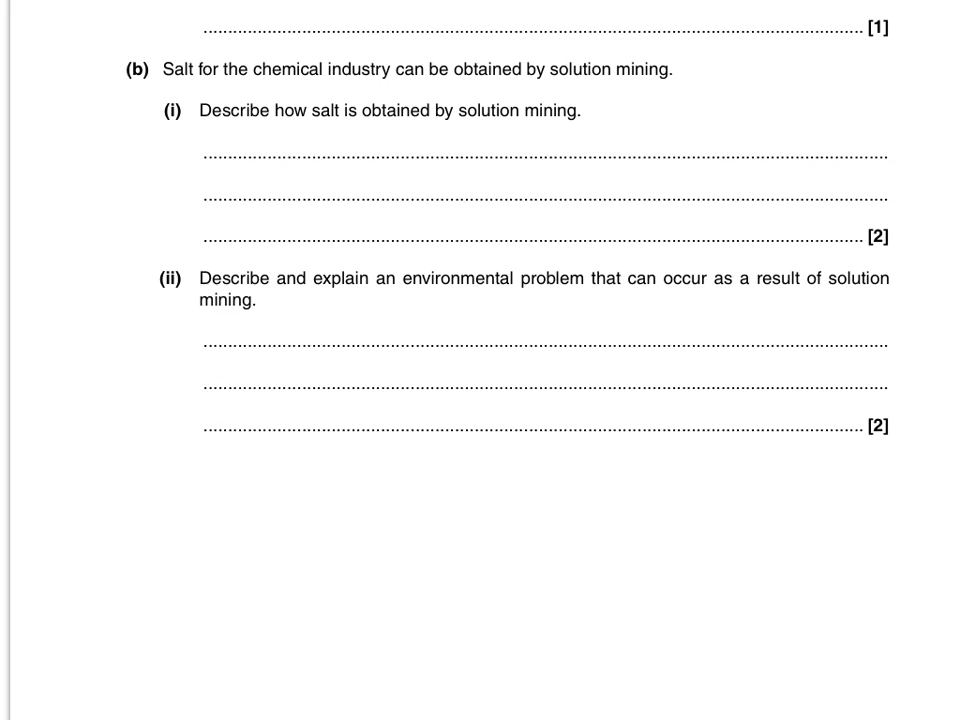 [1]
(b) Salt for the chemical industry can be obtained by solution mining.
(i) Describe how salt is obtained by solution mining.
[2]
(ii) Describe and explain an environmental problem that can occur as a result of solution
mining.
[2]